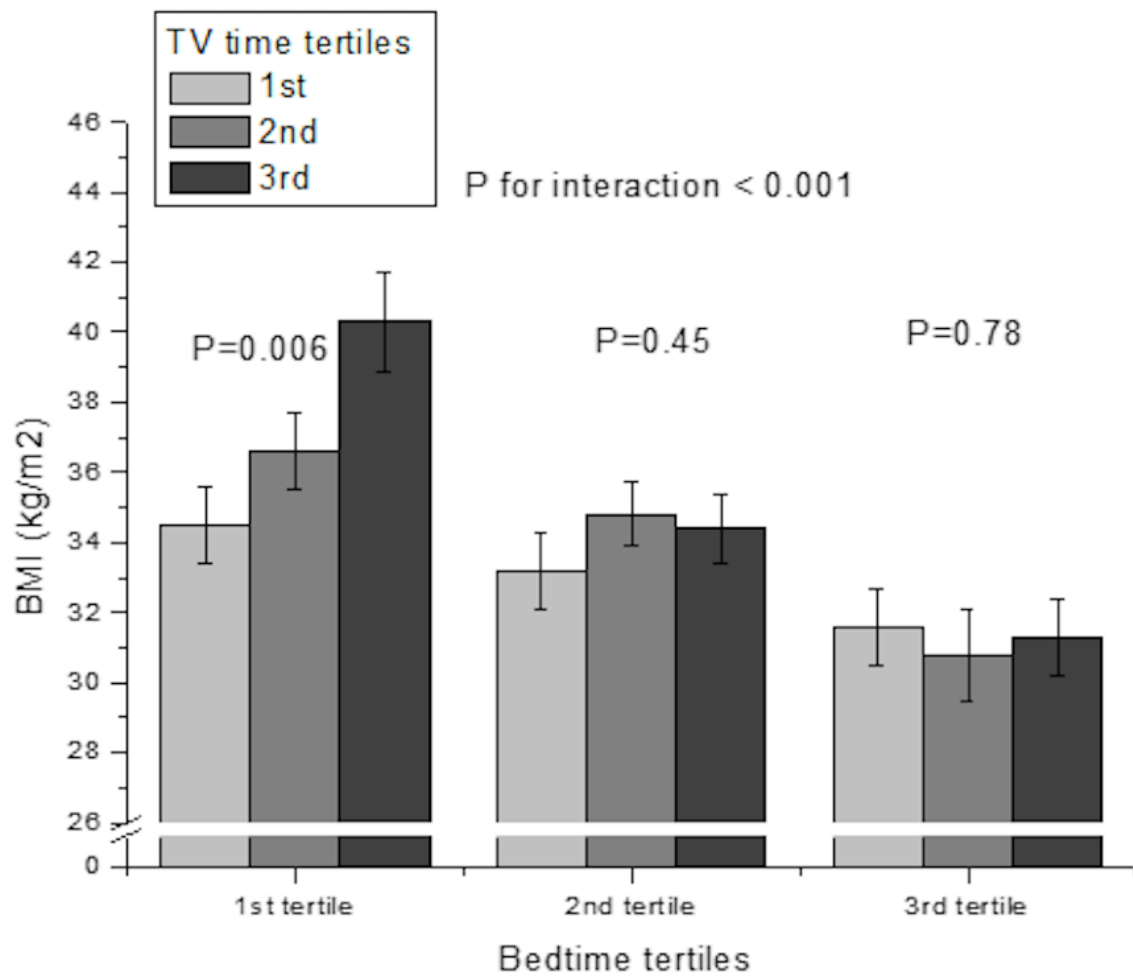 TV time tertiles
1st
2nd
3rd
P for interaction < 0.001
46
44
42
40
38
36
34
32
30
28
26
0
BMI (kg/m2)
P=0.006
P=0.45
P=0.78
1st tertile
2nd tertile
3rd tertile
Bedtime tertiles